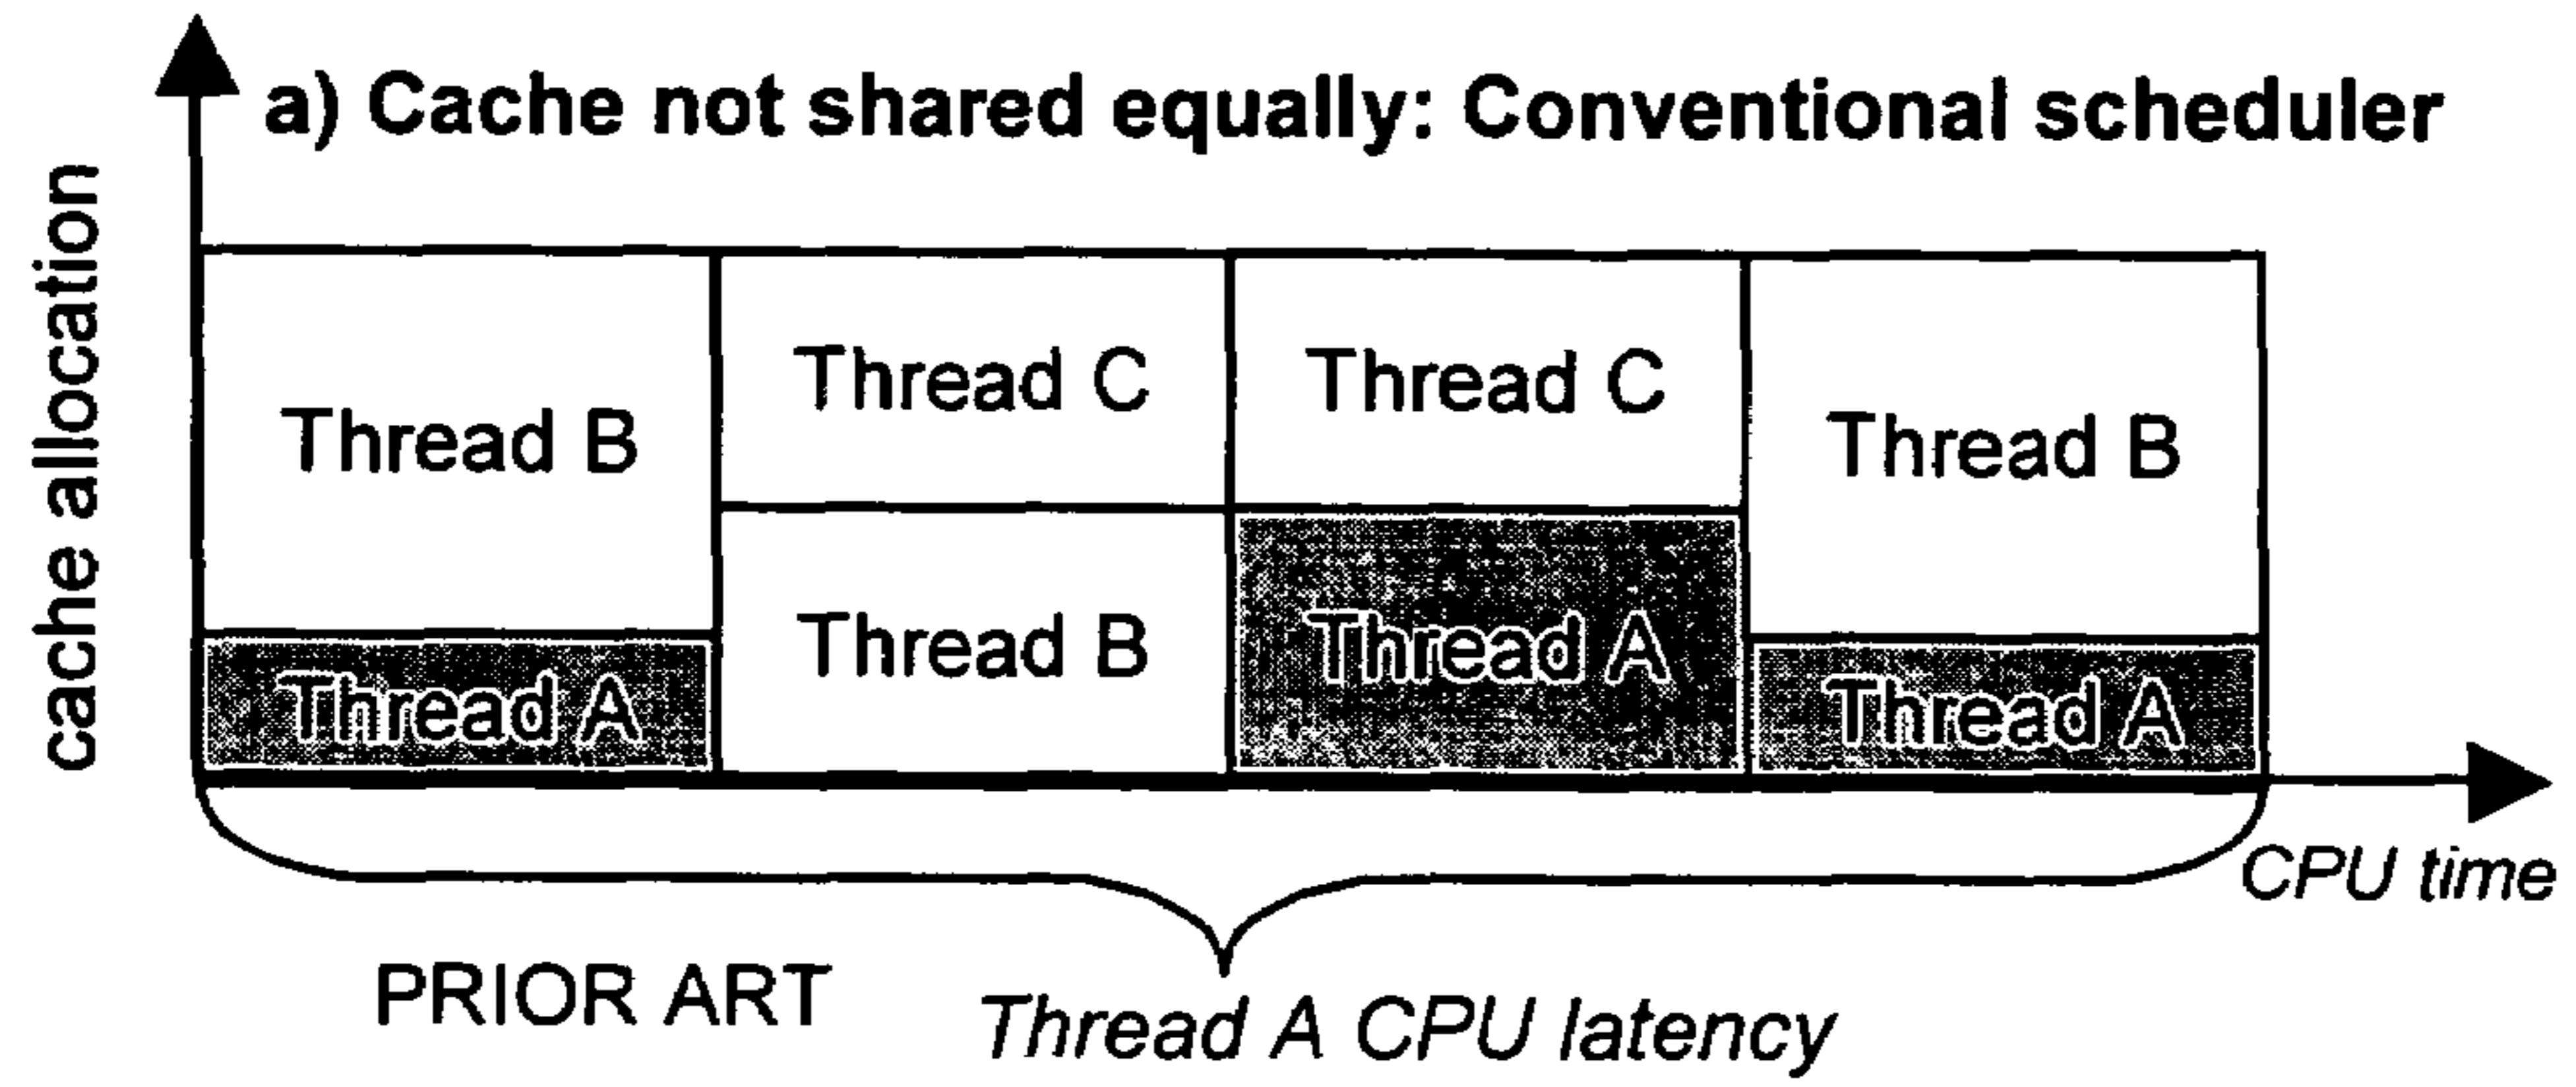 a) Cache not shared equally: Conventional scheduler
cache allocation
Thread B
Thread C
Thread C
Thread B
Thread A
Thread B
Thread A
Thread A
CPU time
PRIOR ART
Thread A CPU latency